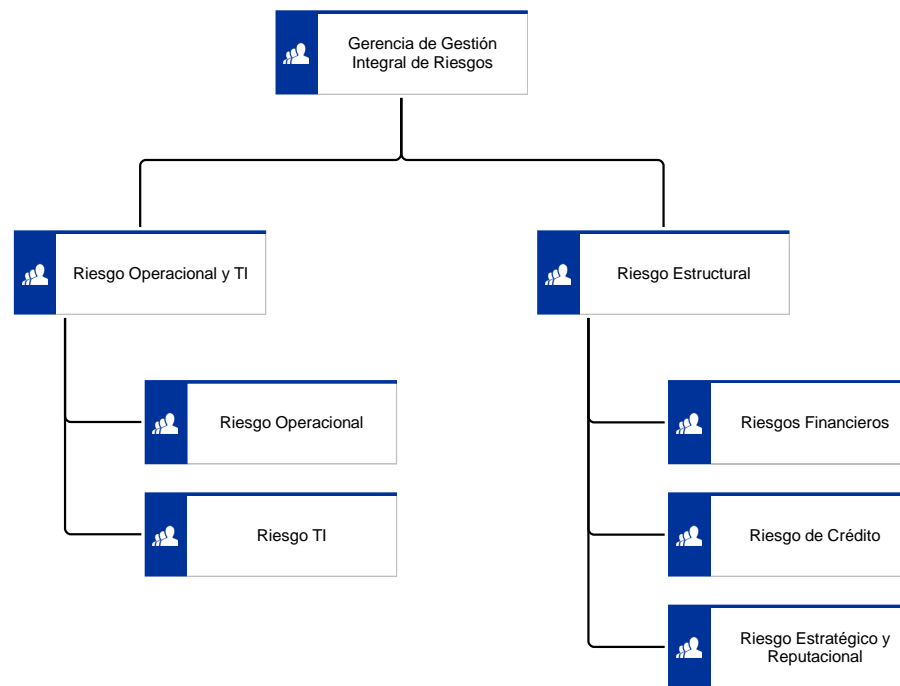 Gerencia de Gestión
Integral de Riesgos
Riesgo Operacional y TI
Riesgo Estructural
Riesgo Operacional
Riesgos Financieros
Riesgo TI
Riesgo de Crédito
Riesgo Estratégico y
Reputacional